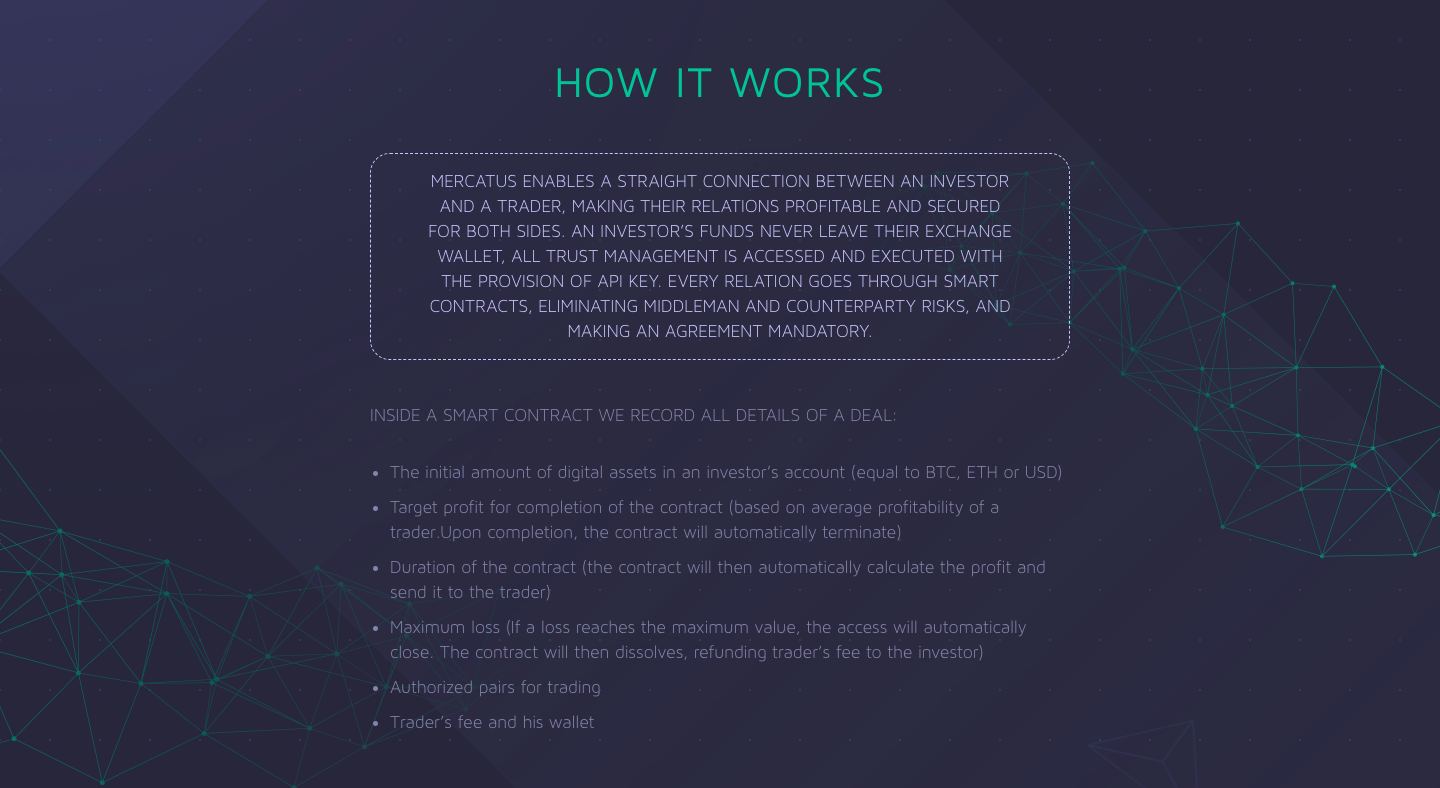 HOW IT WORKS
MERCATUS ENABLES A STRAIGHT CONNECTION BETWEEN AN INVESTOR
AND A TRADER, MAKING THEIR RELATIONS PROFITABLE AND SECURED
FOR BOTH SIDES. AN INVESTOR’S FUNDS NEVER LEAVE THEIR EXCHANGE
WALLET, ALL TRUST MANAGEMENT IS ACCESSED AND EXECUTED WITH
THE PROVISION OF API KEY. EVERY RELATION GOES THROUGH SMART
CONTRACTS, ELIMINATING MIDDLEMAN AND COUNTERPARTY RISKS, AND
MAKING AN AGREEMENT MANDATORY.
INSIDE A SMART CONTRACT WE RECORD ALL DETAILS OF A DEAL:
• The initial amount of digital assets in an investor’s account (equal to BTC, ETH or USD)
• Target profit for completion of the contract (based on average profitability of a
trader.Upon completion, the contract will automatically terminate)
• Duration of the contract (the contract will then automatically calculate the profit and
send it to the trader)
• Maximum loss (If a loss reaches the maximum value, the access will automatically
close. The contract will then dissolves, refunding trader’s fee to the investor)
• Authorized pairs for trading
• Trader’s fee and his wallet